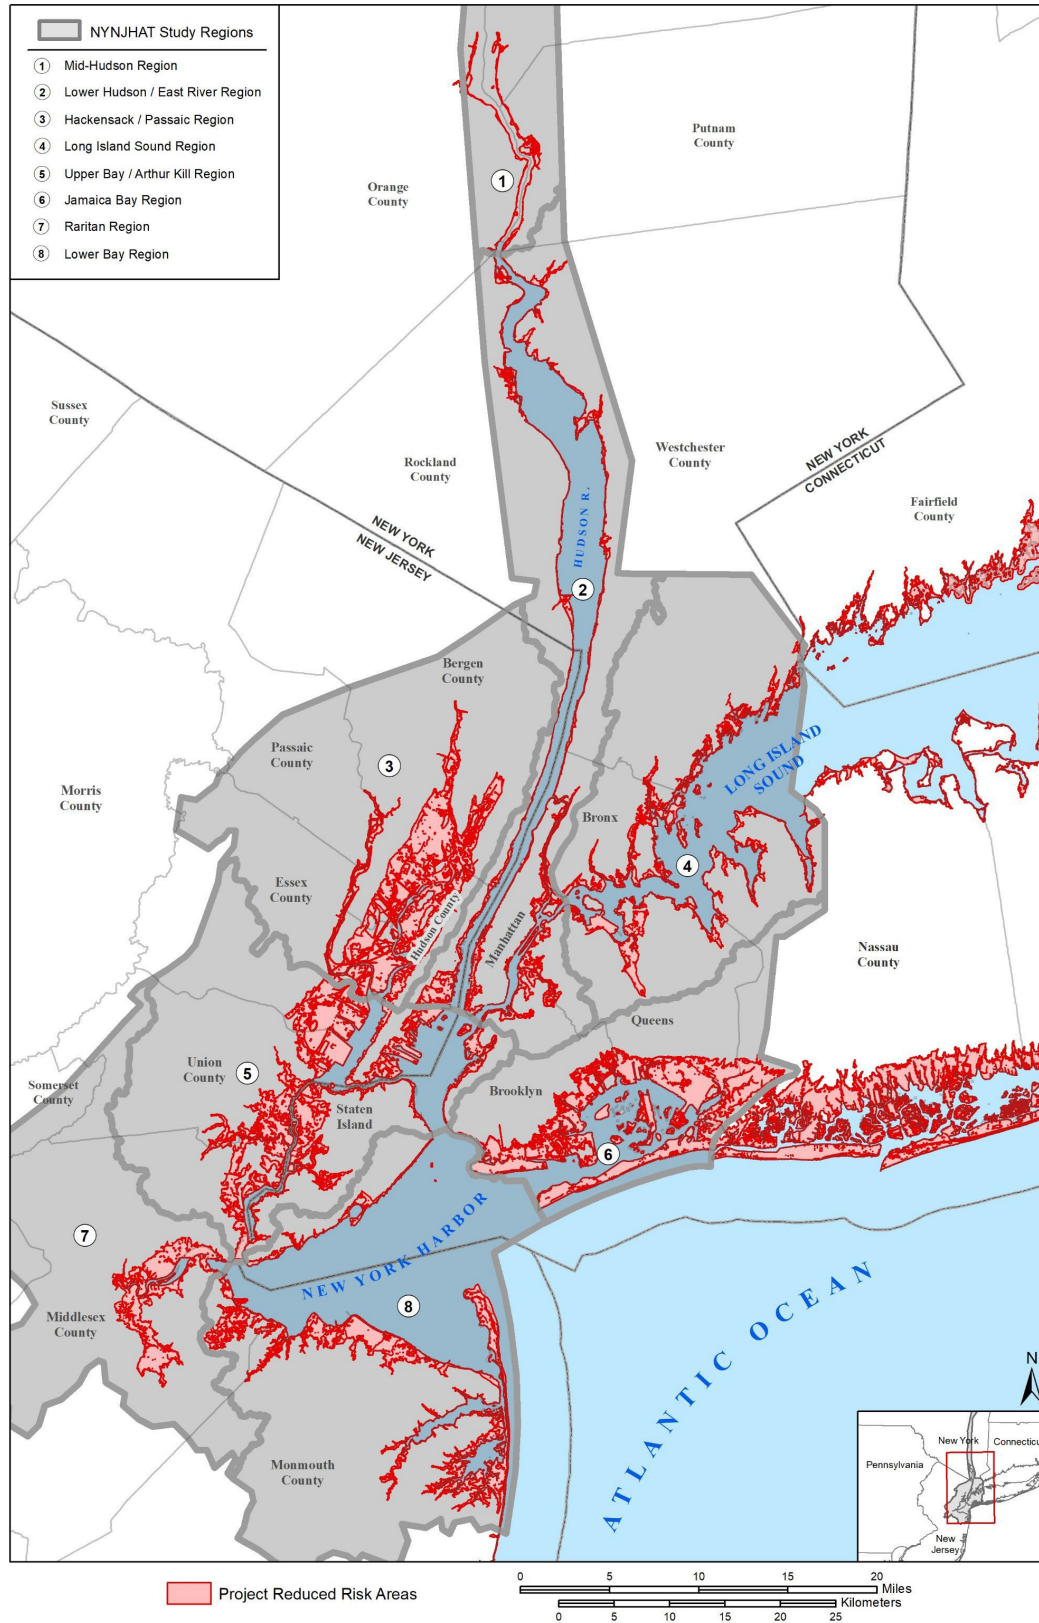 NYNJHAT Study Regions
1 Mid-Hudson Region
2 Lower Hudson / East River Region
3 Hackensack / Passaic Region
4 Long Island Sound Region
5 Upper Bay / Arthur Kill Region
6 Jamaica Bay Region
7 Raritan Region
8 Lower Bay Region
Putnam
County
Orange
County
1
Sussex
County
Rockland
County
Westchester
County
NEW YORK
CONNECTICUT
Fairfield
County
NEW YORK
NEW JERSEY
HUDSON R.
2
Bergen
County
Passaic
County
3
Morris
County
LONG ISLAND
SOUND
Bronx
4
Essex
County
Hudson County
Manhattan
Nassau
County
Queens
Union
County
5
Somerset
County
Staten
Island
Brooklyn
6
7
NEW YORK HARBOR
8
Middlesex
County
ATLANTIC OCEAN
Monmouth
County
N
New York
Connecticu
Pennsylvania
New
Jersey
Project Reduced Risk Areas
0 5 10 15 20
Miles
Kilometers
0 5 10 15 20 25